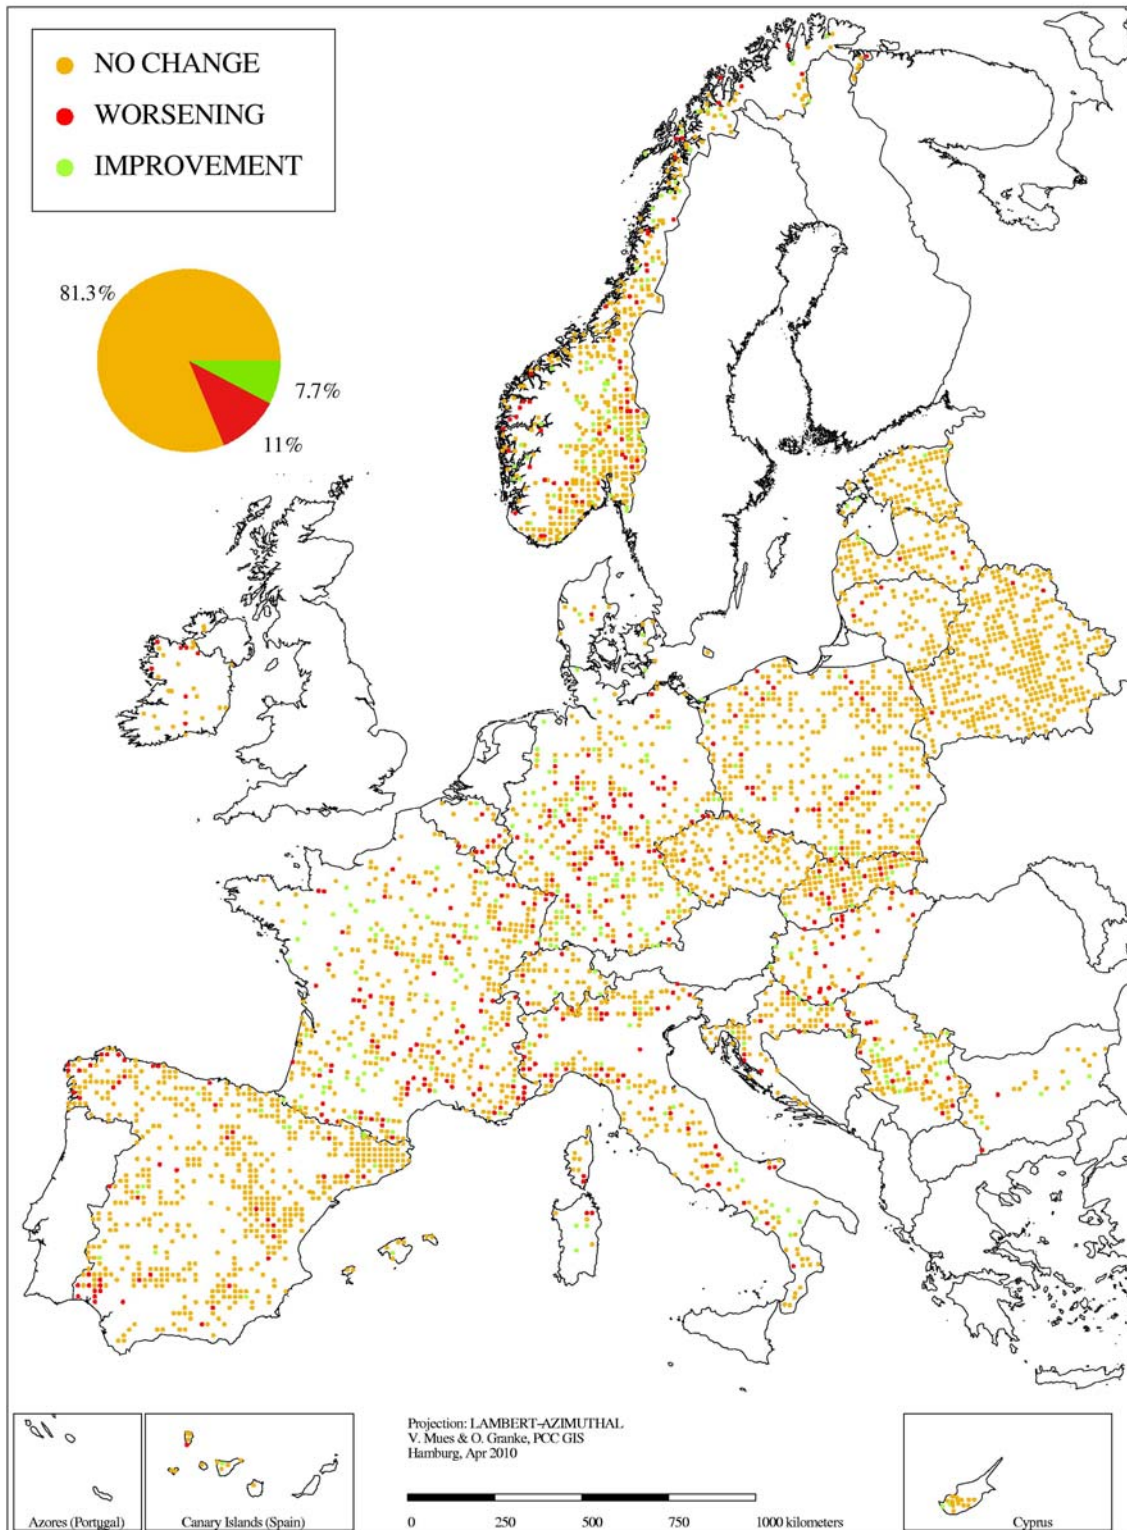 NO CHANGE
WORSENING
IMPROVEMENT
81.3%
7.7%
11%
Projection: LAMBERT-AZIMUTHAL
V. Mues & O. Granke, PCC GIS
Hamburg, Apr 2010
Azores (Portugal)
Canary Islands (Spain)
0 250 500 750 1000 kilometers
Cyprus